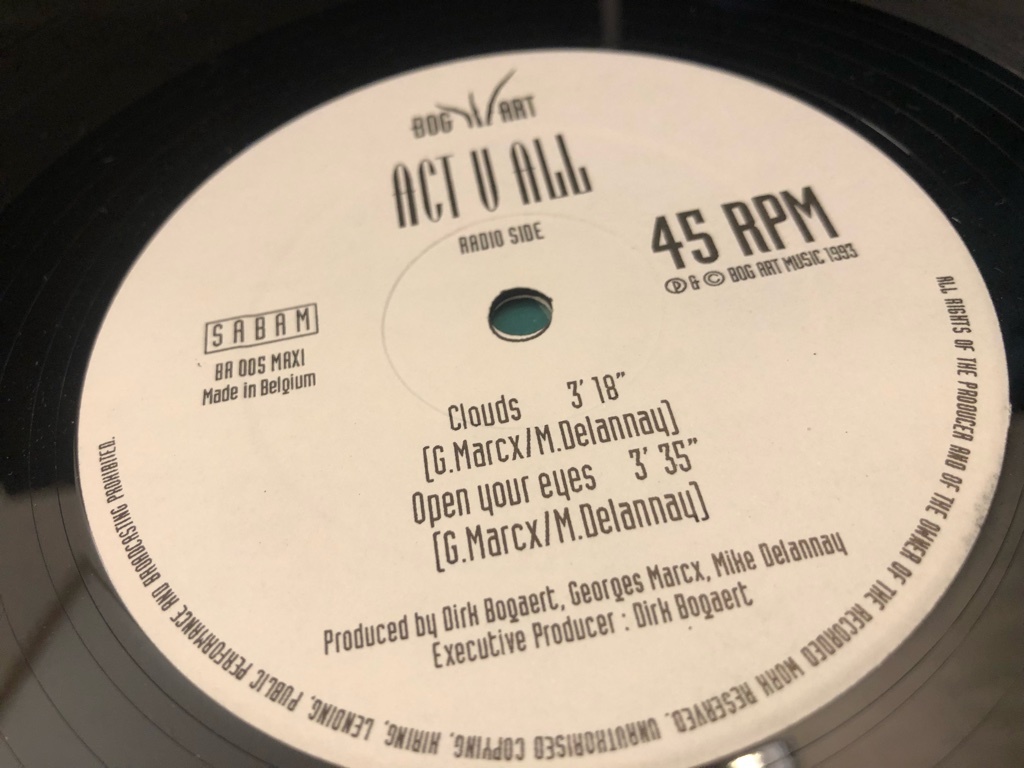 BOG ART
ACT U ALL
RADIO SIDE
45 RPM
Ⓟ & © BOG ART MUSIC 1993
SABAM
BA 005 MAXI
Made in Belgium
Clouds 3' 18"
[G.Marcx/M.Delannay]
Open your eyes 3' 35"
[G.Marcx/M.Delannay]
Produced by Dirk Bogaert, Georges Marcx, Mike Delannay
Executive Producer : Dirk Bogaert
ALL RIGHTS OF THE PRODUCER AND OF THE OWNER OF THE RECORDED WORK RESERVED. UNAUTHORISED COPYING, HIRING, LENDING, PUBLIC PERFORMANCE AND BROADCASTING PROHIBITED.